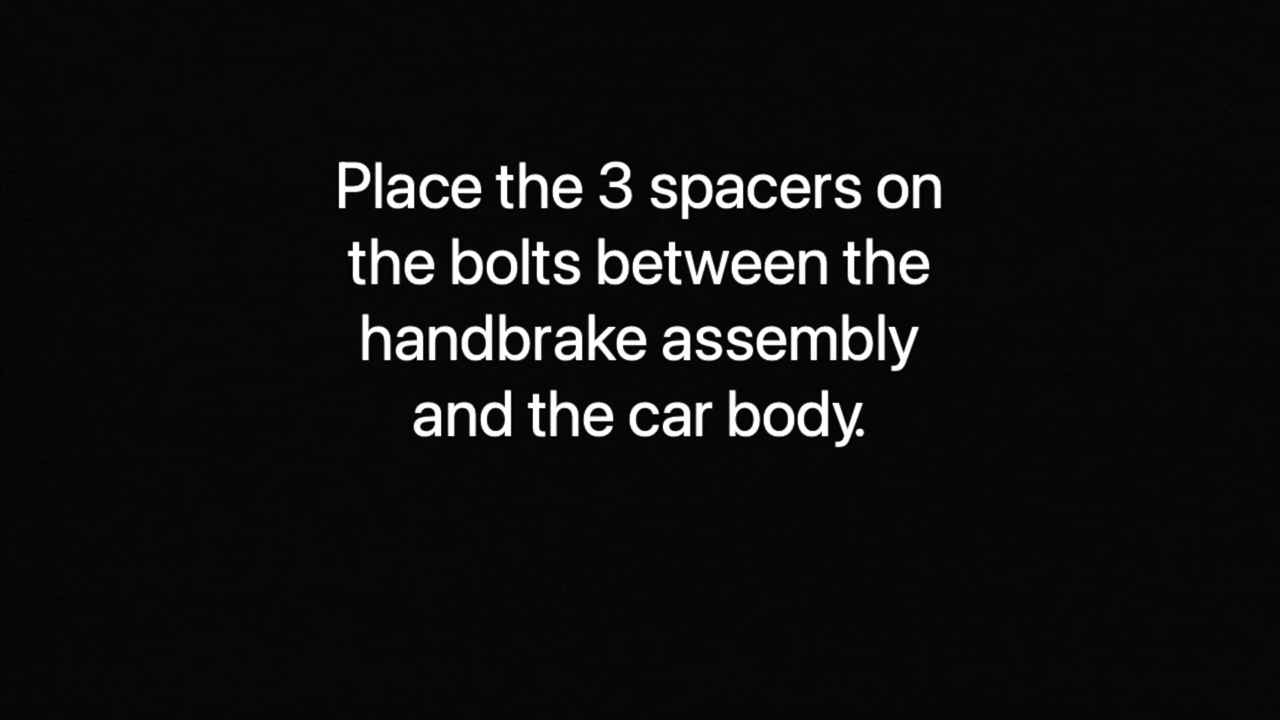 Place the 3 spacers on
the bolts between the
handbrake assembly
and the car body.